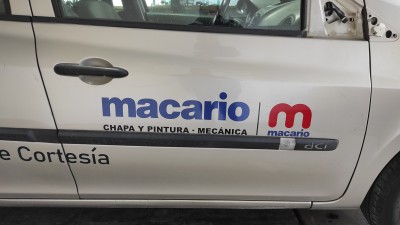 macario
CHAPA Y PINTURA · MECÁNICA
m
macario
dCi
e Cortesía